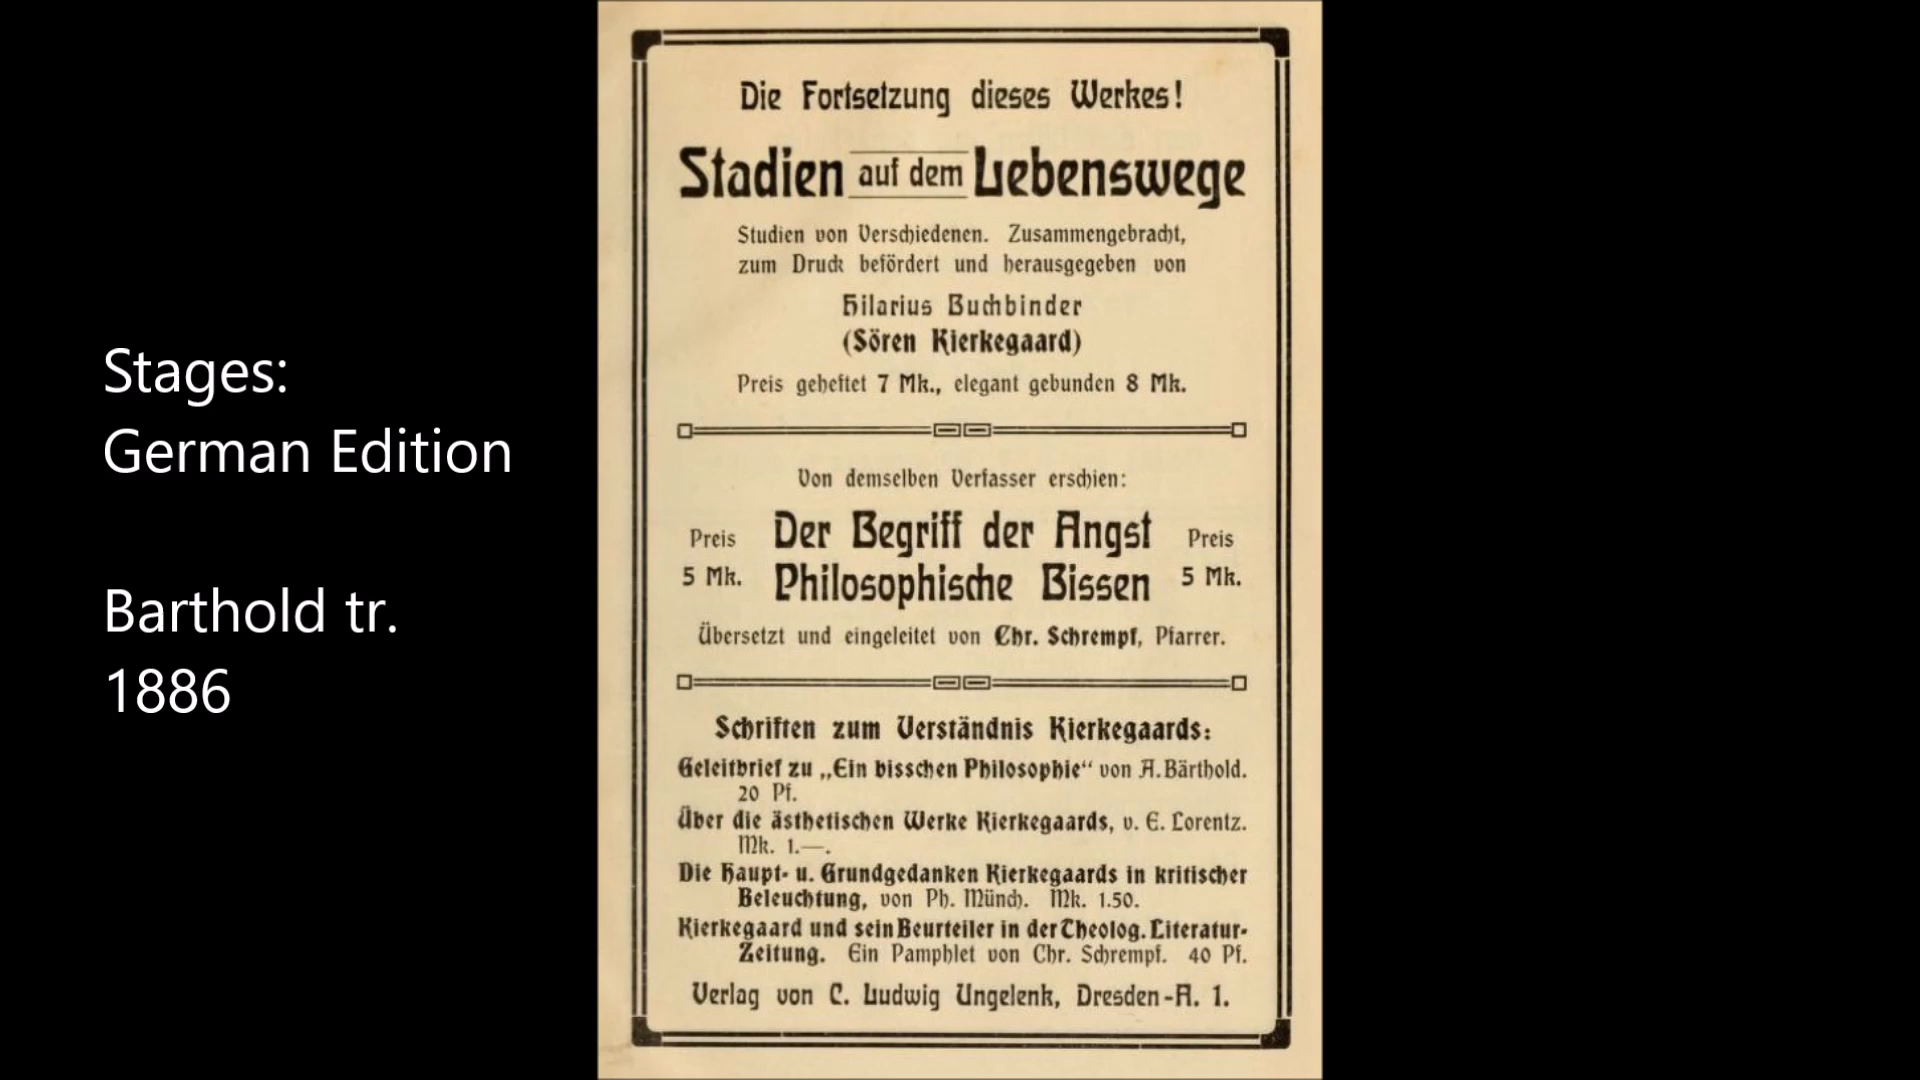 Stages:
German Edition
Barthold tr.
1886
Die Fortsetzung dieses Werkes!
Stadien auf dem Lebenswege
Studien von Verschiedenen. Zusammengebracht,
zum Druck befördert und herausgegeben von
Hilarius Buchbinder
(Sören Kierkegaard)
Preis geheftet 7 Mk., elegant gebunden 8 Mk.
Von demselben Verfasser erschien:
Preis
5 Mk.
Der Begriff der Angst
Philosophische Bissen
Preis
5 Mk.
Übersetzt und eingeleitet von Chr. Schrempf, Pfarrer.
Schriften zum Verständnis Kierkegaards:
Geleitbrief zu „Ein bisschen Philosophie“ von A. Bärthold.
20 Pf.
Über die ästhetischen Werke Kierkegaards, v. E. Lorentz.
Mk. 1.—.
Die Haupt- u. Grundgedanken Kierkegaards in kritischer
Beleuchtung, von Ph. Münch. Mk. 1.50.
Kierkegaard und sein Beurteiler in der Theolog. Literatur-
Zeitung. Ein Pamphlet von Chr. Schrempf. 40 Pf.
Verlag von C. Ludwig Ungelenk, Dresden-A. 1.